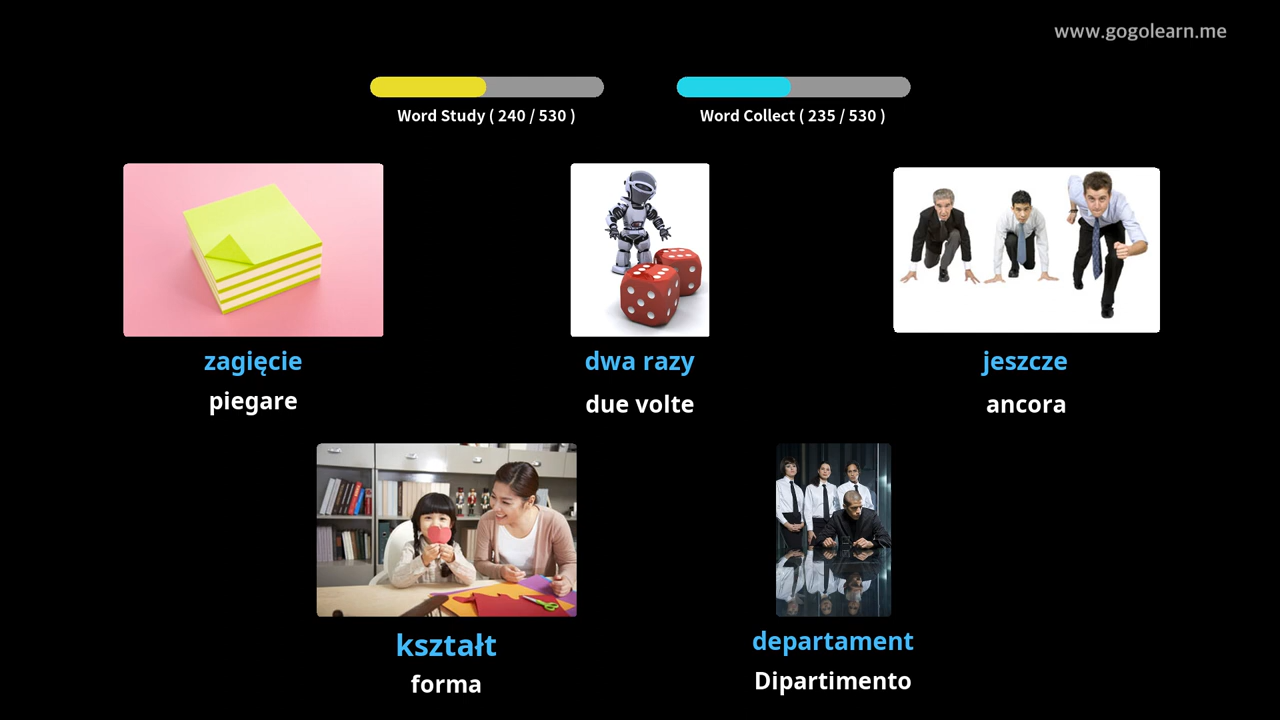 www.gogolearn.me
Word Study ( 240 / 530 )
Word Collect ( 235 / 530 )
zagięcie
piegare
dwa razy
due volte
jeszcze
ancora
kształt
forma
departament
Dipartimento